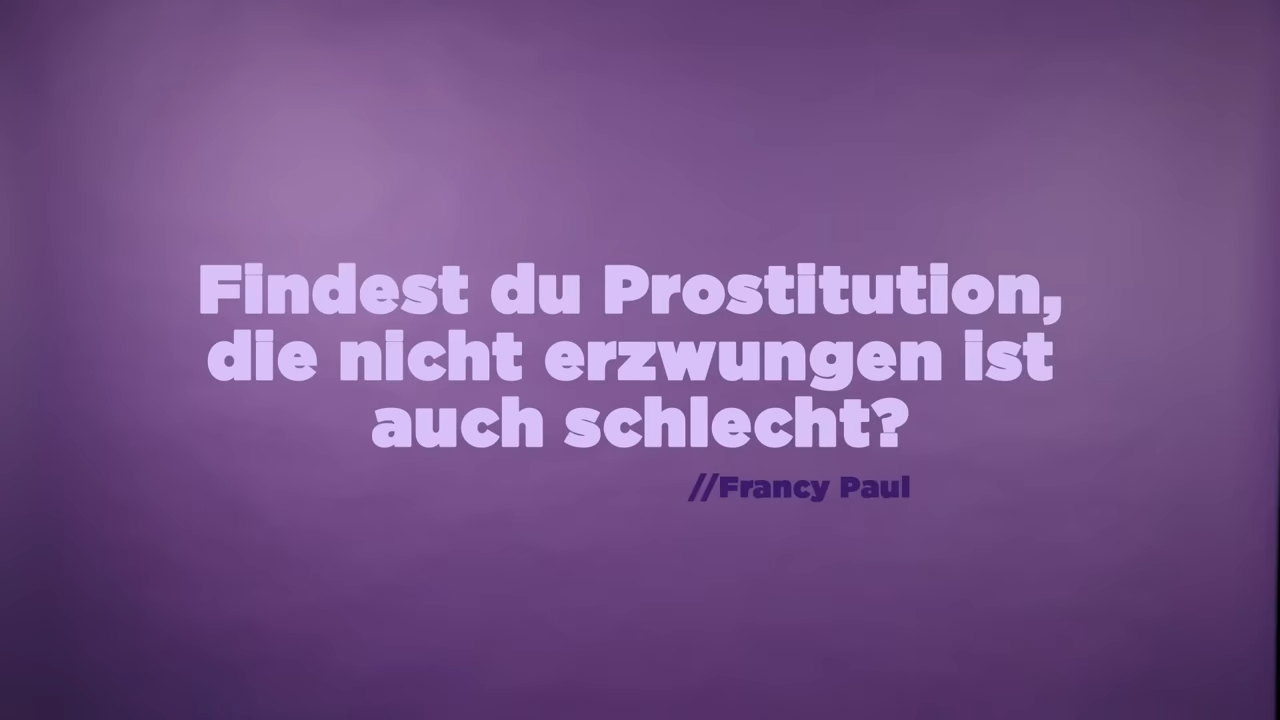 Findest du Prostitution,
die nicht erzwungen ist
auch schlecht?
//Francy Paul